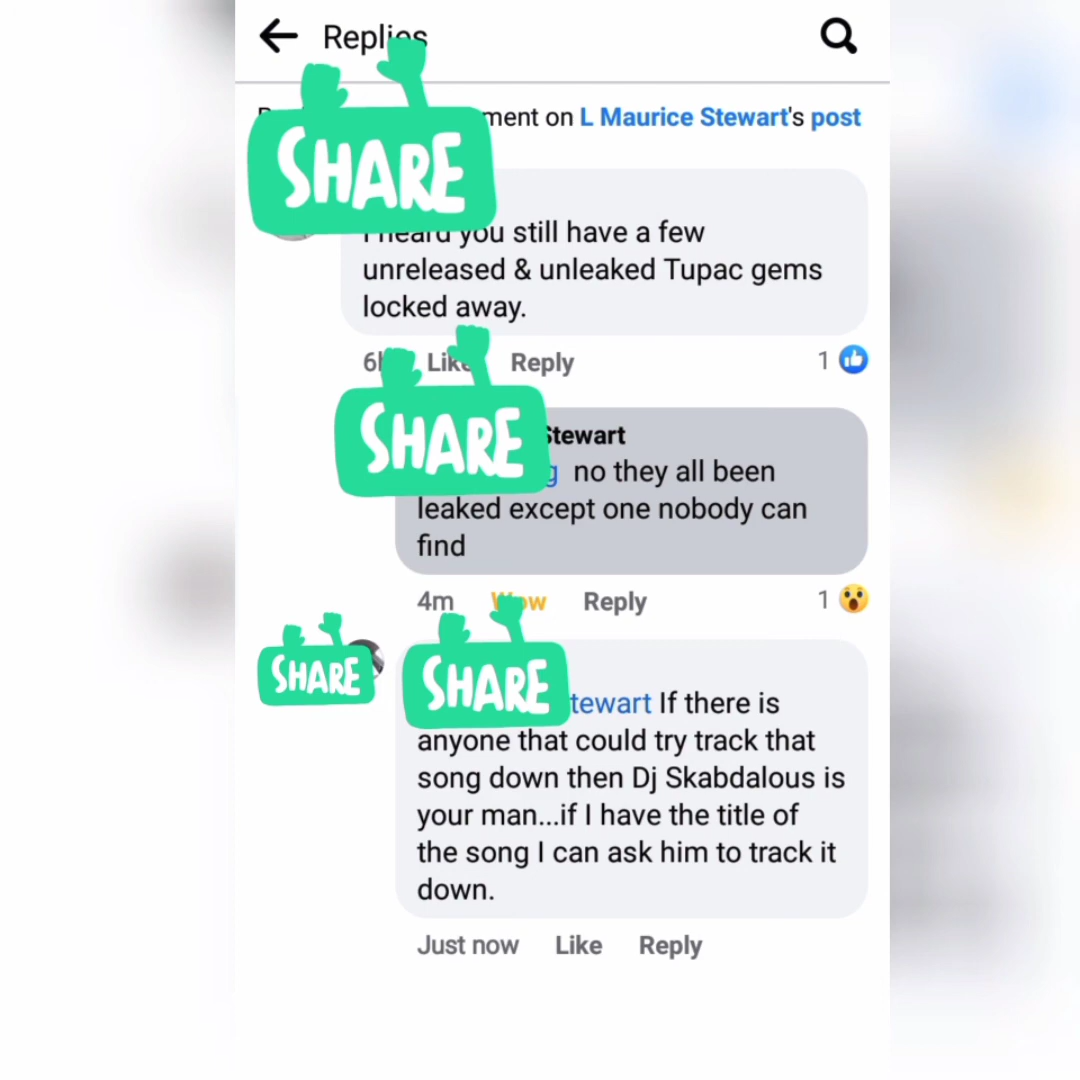 Replies
ment on L Maurice Stewart's post
SHARE
I heard you still have a few
unreleased & unleaked Tupac gems
locked away.
6h Like Reply 1
SHARE
Stewart
no they all been
leaked except one nobody can
find
4m Wow Reply 1
SHARE
SHARE
tewart If there is
anyone that could try track that
song down then Dj Skabdalous is
your man...if I have the title of
the song I can ask him to track it
down.
Just now Like Reply